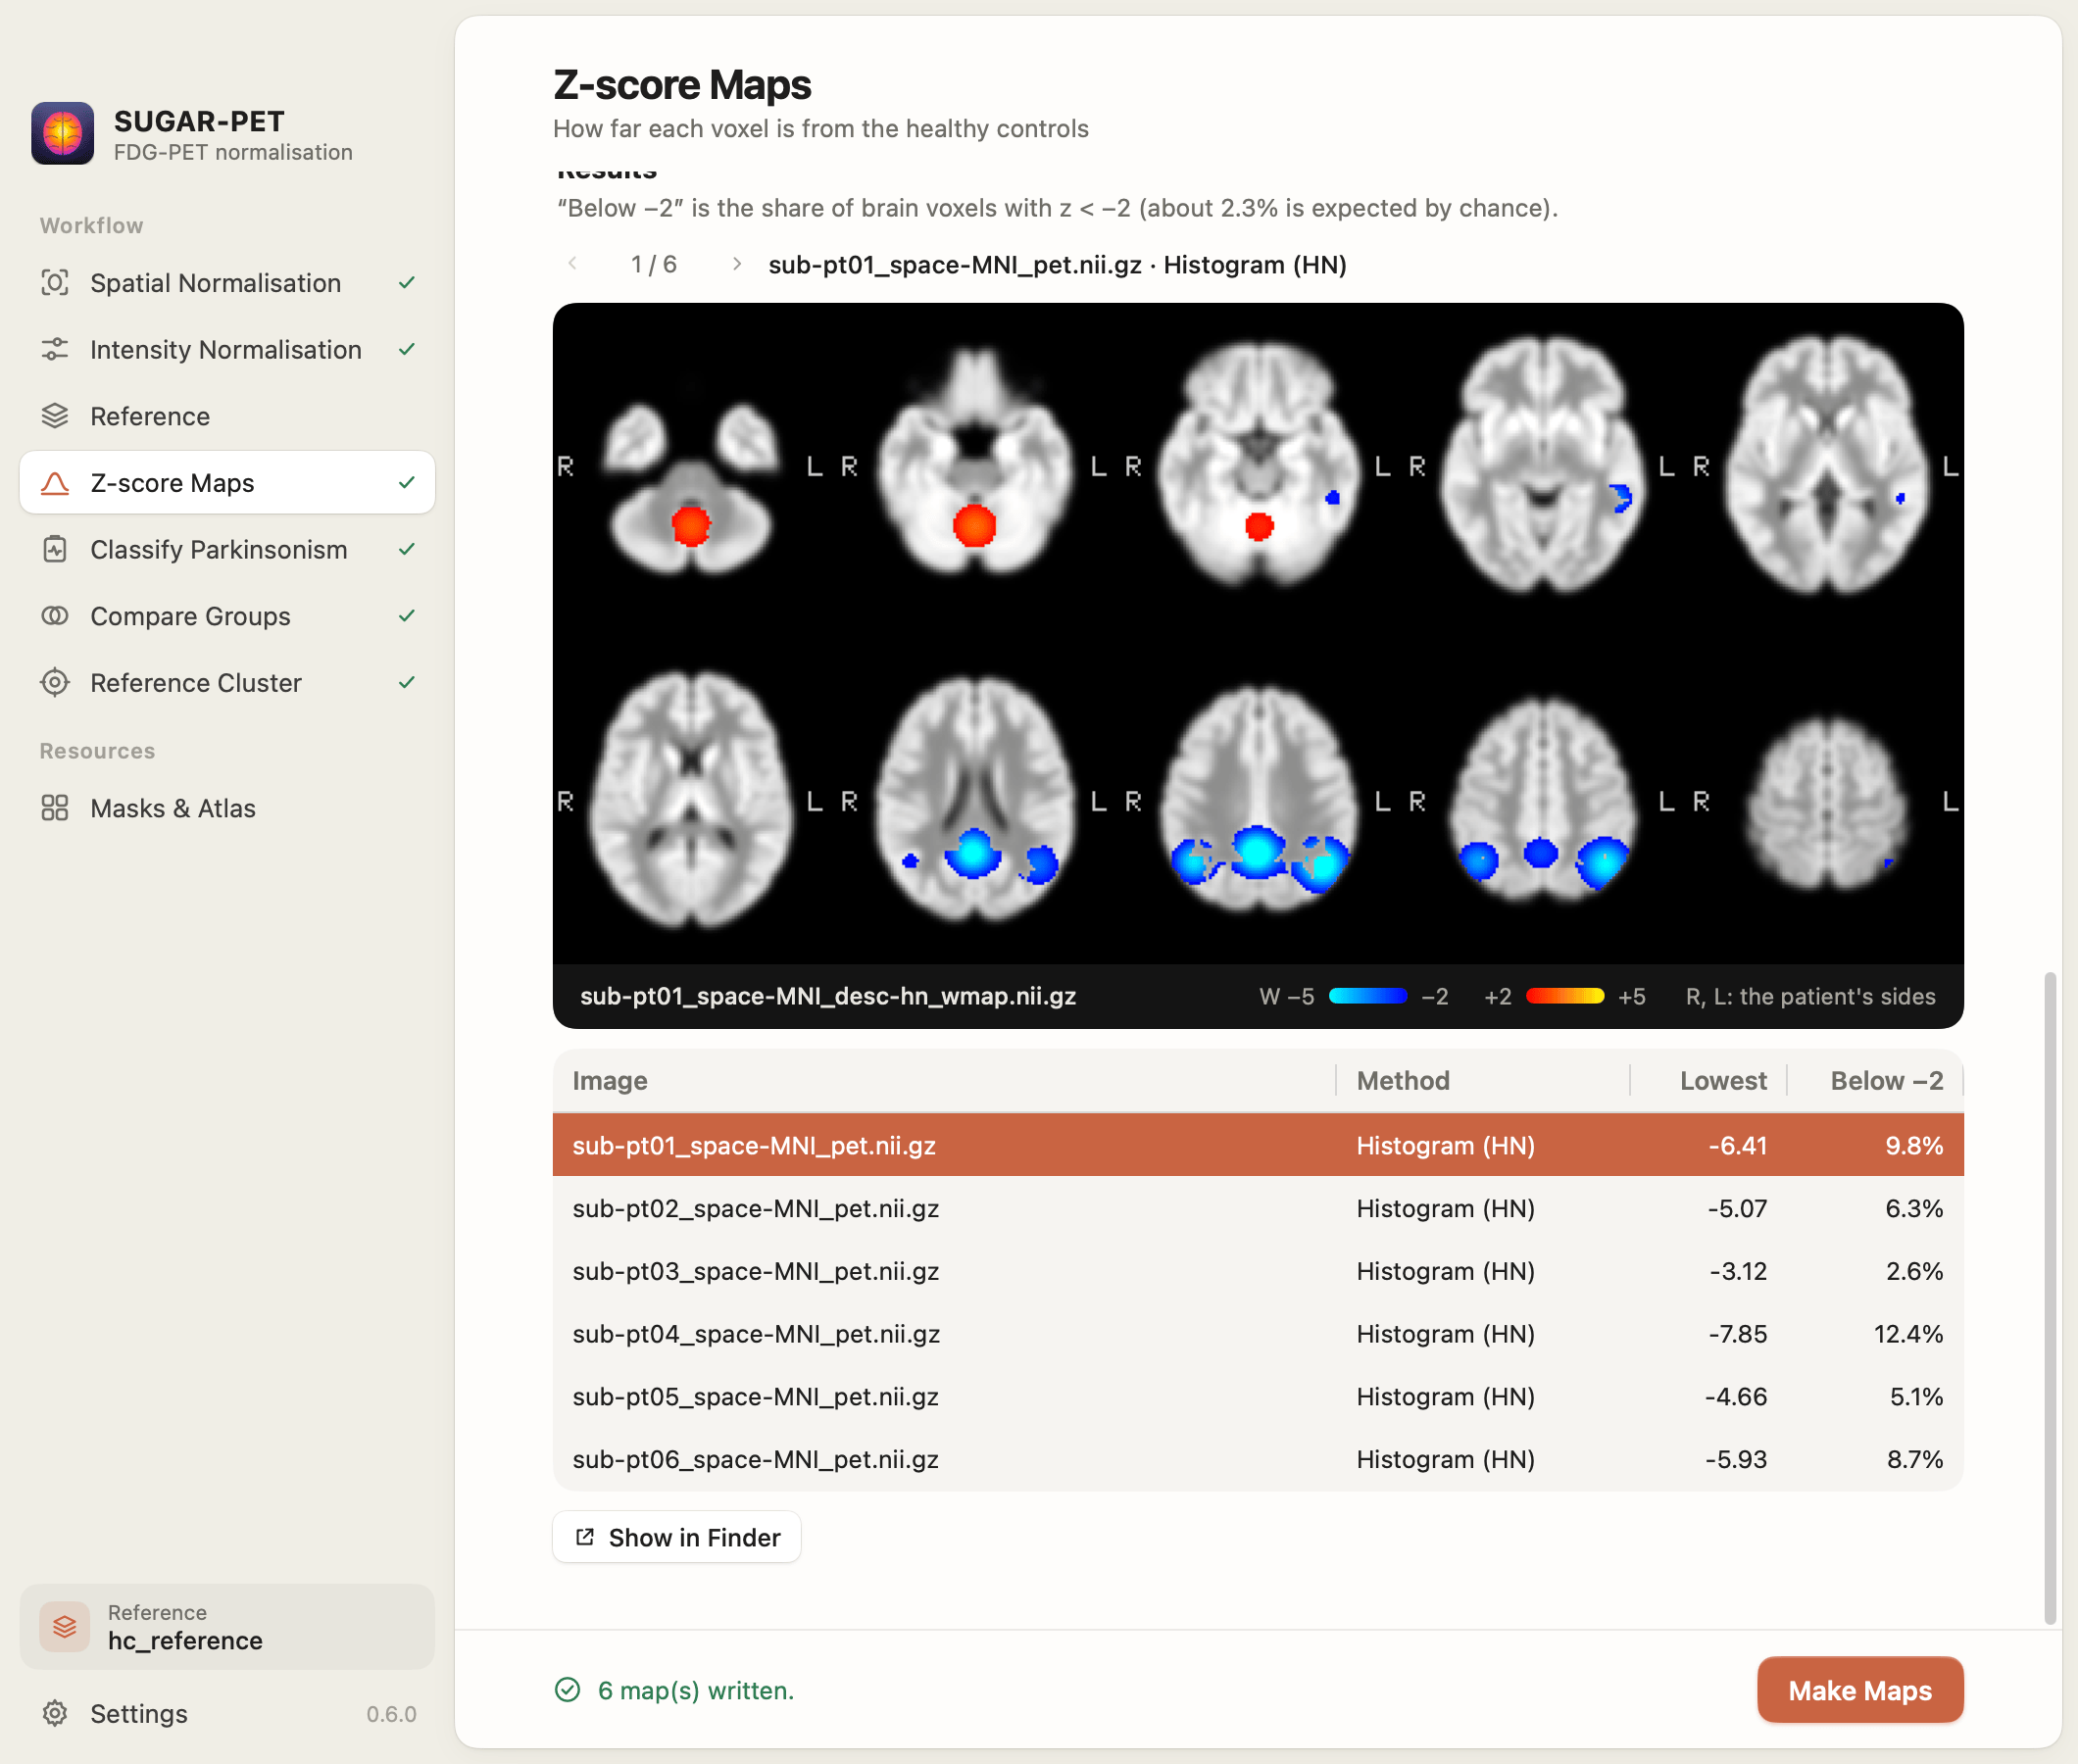 SUGAR-PET
FDG-PET normalisation
Workflow
Spatial Normalisation
Intensity Normalisation
Reference
Z-score Maps
Classify Parkinsonism
Compare Groups
Reference Cluster
Resources
Masks & Atlas
Reference
hc_reference
Settings 0.6.0
Z-score Maps
How far each voxel is from the healthy controls
Results
“Below −2” is the share of brain voxels with z < −2 (about 2.3% is expected by chance).
1 / 6 sub-pt01_space-MNI_pet.nii.gz · Histogram (HN)
R L R L R L R L R L
R L R L R L R L R L
sub-pt01_space-MNI_desc-hn_wmap.nii.gz W −5 −2 +2 +5 R, L: the patient's sides
Image Method Lowest Below −2
sub-pt01_space-MNI_pet.nii.gz Histogram (HN) -6.41 9.8%
sub-pt02_space-MNI_pet.nii.gz Histogram (HN) -5.07 6.3%
sub-pt03_space-MNI_pet.nii.gz Histogram (HN) -3.12 2.6%
sub-pt04_space-MNI_pet.nii.gz Histogram (HN) -7.85 12.4%
sub-pt05_space-MNI_pet.nii.gz Histogram (HN) -4.66 5.1%
sub-pt06_space-MNI_pet.nii.gz Histogram (HN) -5.93 8.7%
Show in Finder
6 map(s) written.
Make Maps